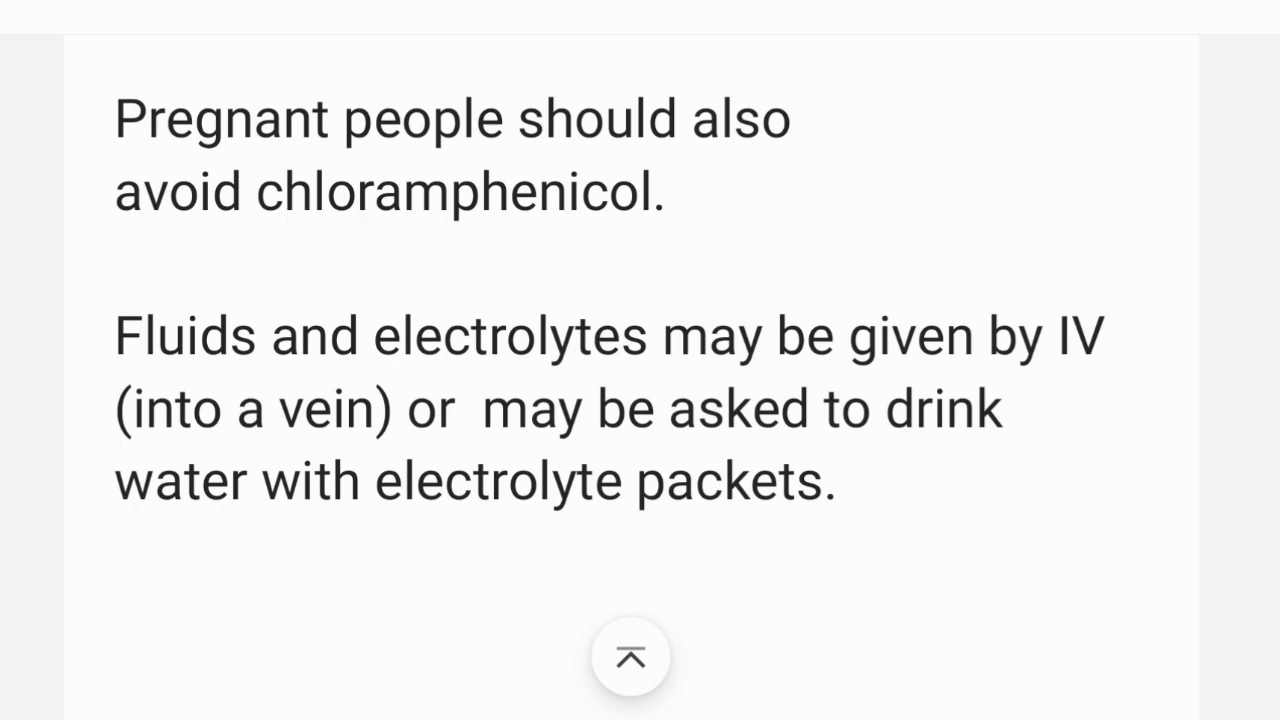 Pregnant people should also
avoid chloramphenicol.
Fluids and electrolytes may be given by IV
(into a vein) or  may be asked to drink
water with electrolyte packets.